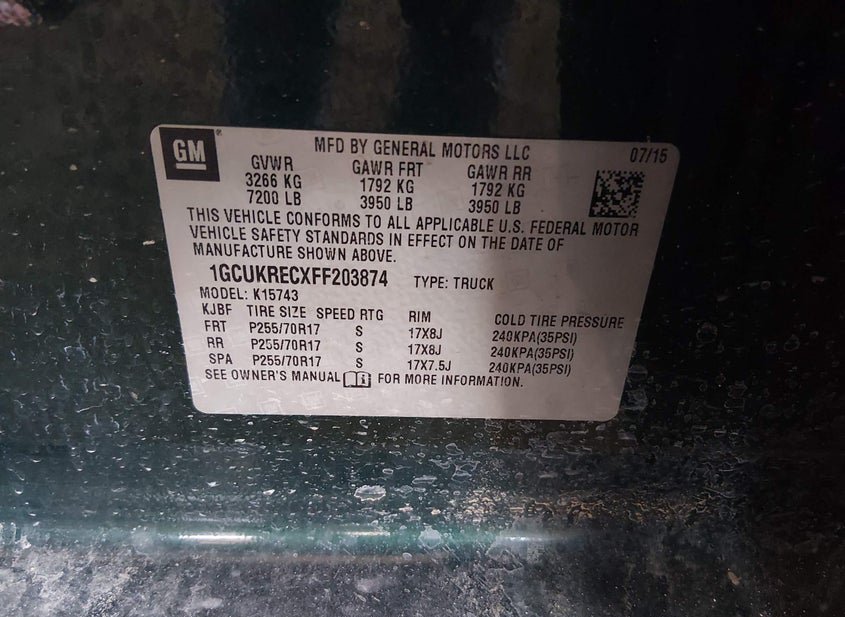 GM
MFD BY GENERAL MOTORS LLC 07/15
GVWR GAWR FRT GAWR RR
3266 KG 1792 KG 1792 KG
7200 LB 3950 LB 3950 LB
THIS VEHICLE CONFORMS TO ALL APPLICABLE U.S. FEDERAL MOTOR
VEHICLE SAFETY STANDARDS IN EFFECT ON THE DATE OF
MANUFACTURE SHOWN ABOVE.
1GCUKRECXFF203874 TYPE: TRUCK
MODEL: K15743
KJBF TIRE SIZE SPEED RTG RIM COLD TIRE PRESSURE
FRT P255/70R17 S 17X8J 240KPA(35PSI)
RR P255/70R17 S 17X8J 240KPA(35PSI)
SPA P255/70R17 S 17X7.5J 240KPA(35PSI)
SEE OWNER'S MANUAL FOR MORE INFORMATION.